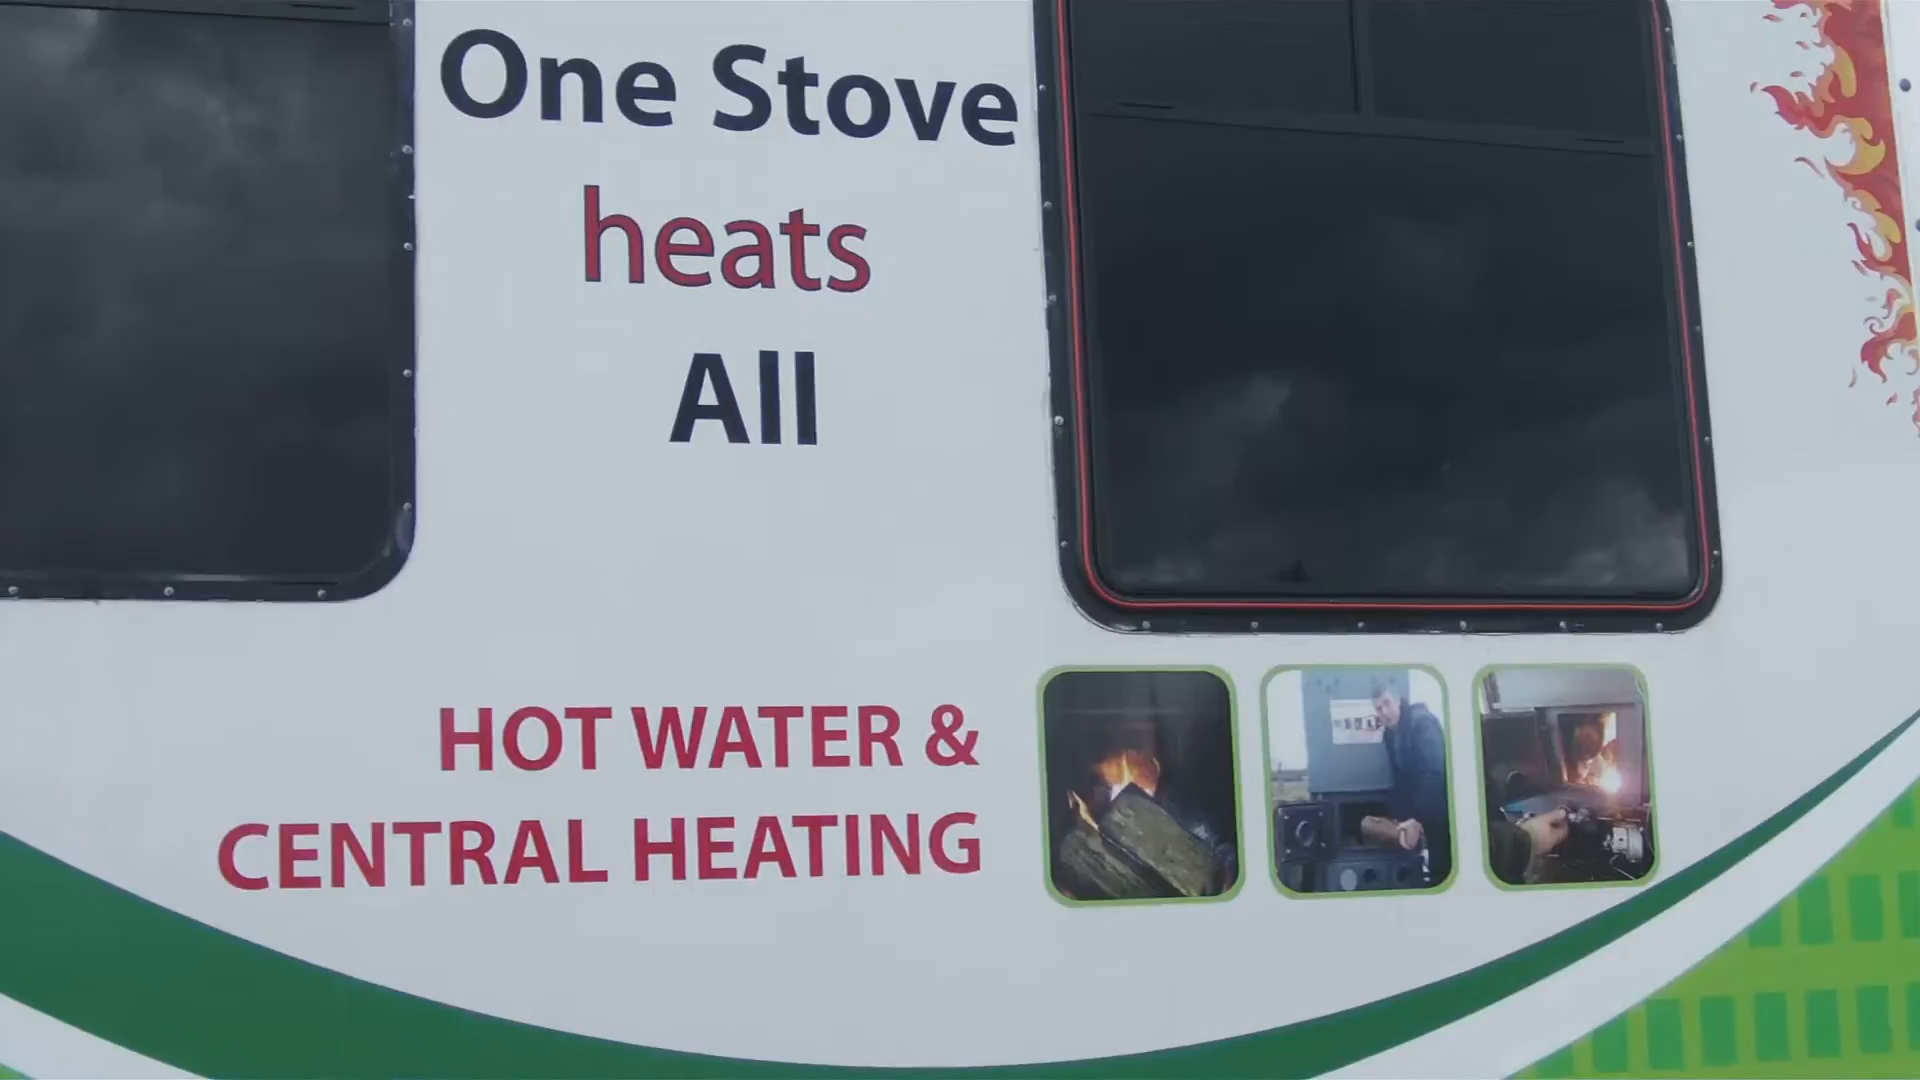 One Stove
heats
All
HOT WATER &
CENTRAL HEATING